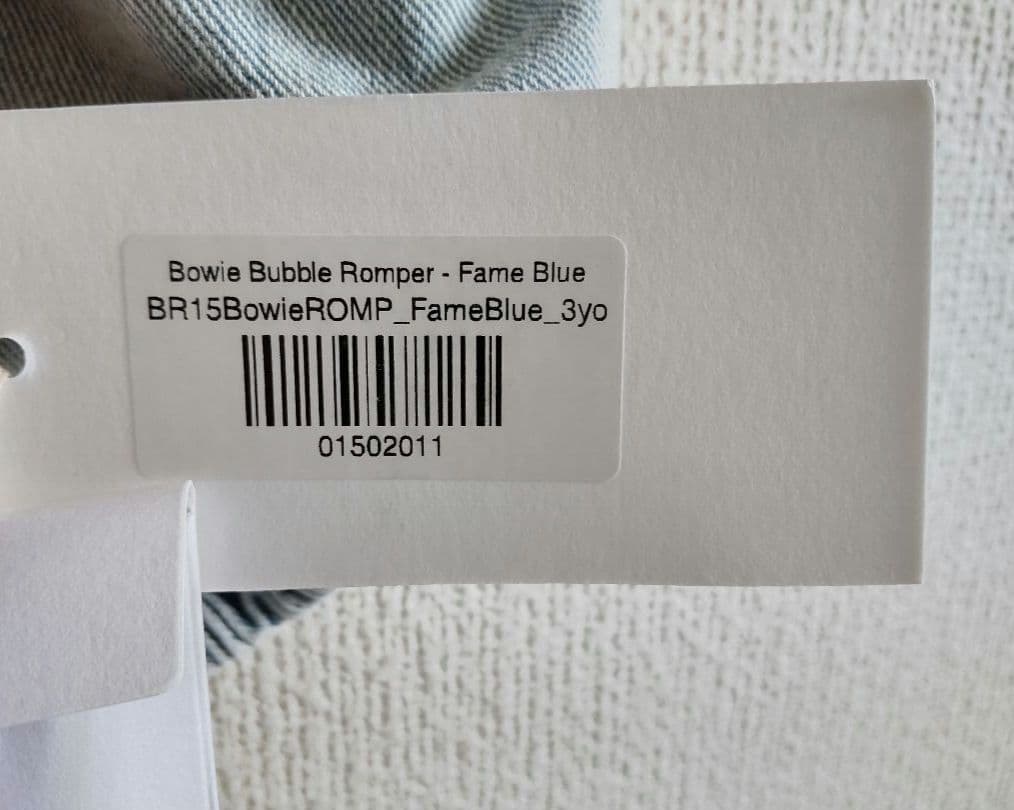 Bowie Bubble Romper - Fame Blue
BR15BowieROMP_FameBlue_3yo
01502011